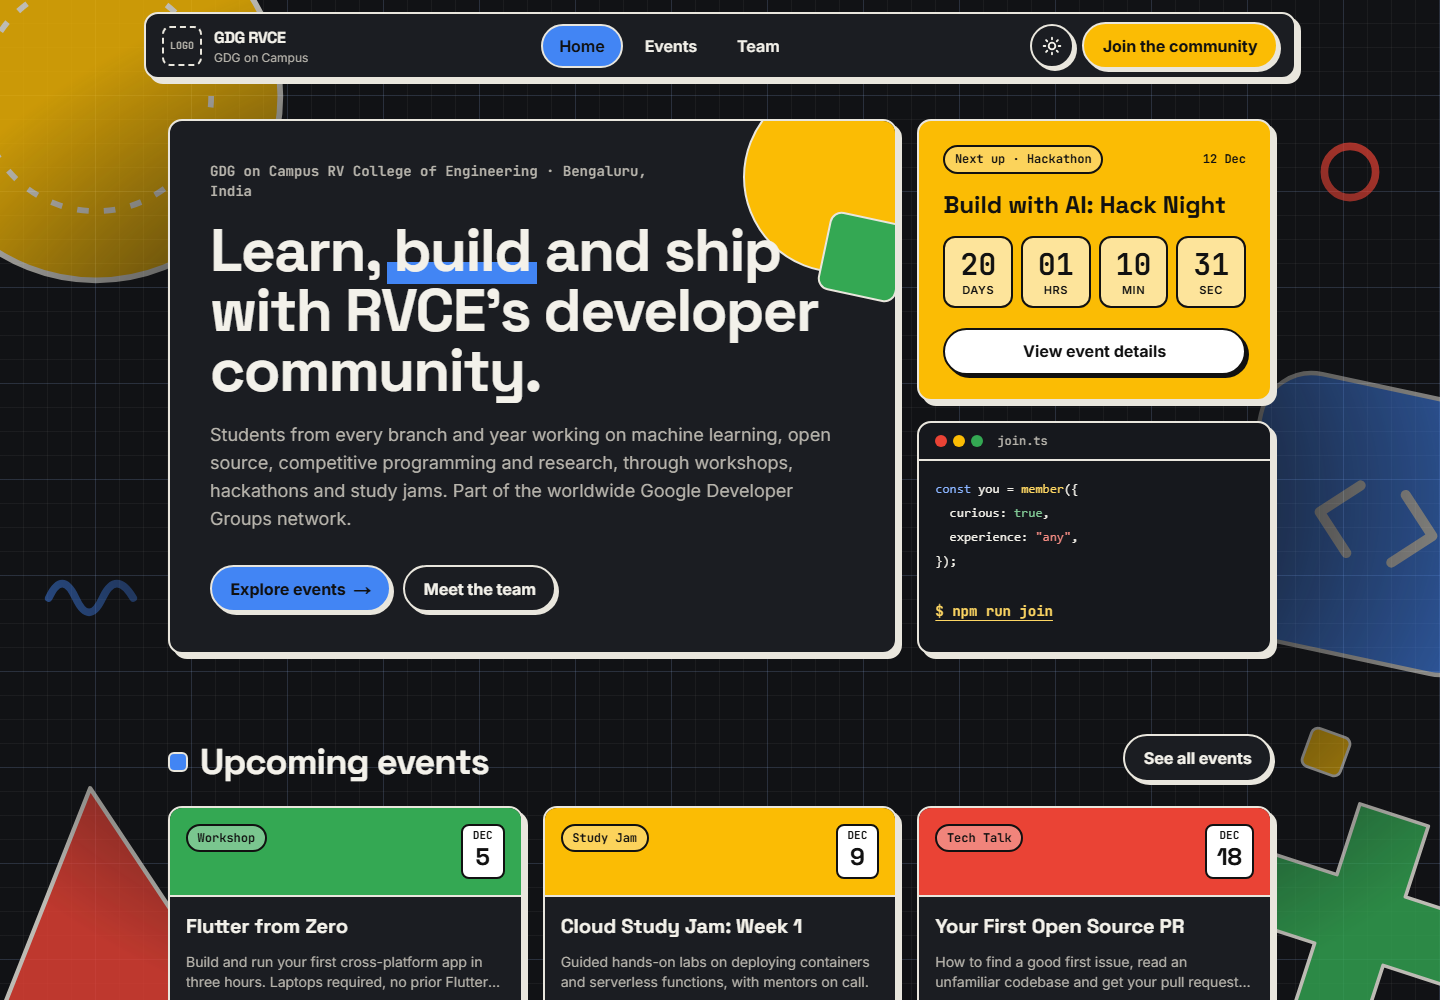 LOGO
GDG RVCE
GDG on Campus
Home
Events
Team
Join the community
GDG on Campus RV College of Engineering · Bengaluru,
India
Learn, build and ship
with RVCE’s developer
community.
Students from every branch and year working on machine learning, open
source, competitive programming and research, through workshops,
hackathons and study jams. Part of the worldwide Google Developer
Groups network.
Explore events →
Meet the team
Next up · Hackathon
12 Dec
Build with AI: Hack Night
20
DAYS
01
HRS
10
MIN
31
SEC
View event details
join.ts
const you = member({
curious: true,
experience: "any",
});
$ npm run join
Upcoming events
See all events
Workshop
DEC
5
Flutter from Zero
Build and run your first cross-platform app in
three hours. Laptops required, no prior Flutter...
Study Jam
DEC
9
Cloud Study Jam: Week 1
Guided hands-on labs on deploying containers
and serverless functions, with mentors on call.
Tech Talk
DEC
18
Your First Open Source PR
How to find a good first issue, read an
unfamiliar codebase and get your pull request...